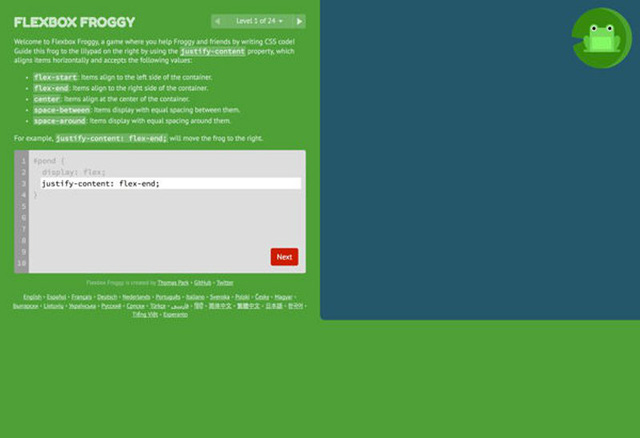 FLEXBOX FROGGY
Level 1 of 24
Welcome to Flexbox Froggy, a game where you help Froggy and friends by writing CSS code!
Guide this frog to the lilypad on the right by using the justify-content property, which
aligns items horizontally and accepts the following values:
flex-start: Items align to the left side of the container.
flex-end: Items align to the right side of the container.
center: Items align at the center of the container.
space-between: Items display with equal spacing between them.
space-around: Items display with equal spacing around them.
For example, justify-content: flex-end; will move the frog to the right.
1 #pond {
2 display: flex;
3 justify-content: flex-end;
4 }
5
6
7
8
9
10
Next
Flexbox Froggy is created by Thomas Park • GitHub • Twitter
English • Español • Français • Deutsch • Nederlands • Português • Italiano • Svenska • Polski • Česky • Magyar •
Български • Lietuvių • Українська • Русский • Српски • Türkçe • فارسی • हिंदी • 简体中文 • 繁體中文 • 日本語 • 한국어 •
Tiếng Việt • Esperanto